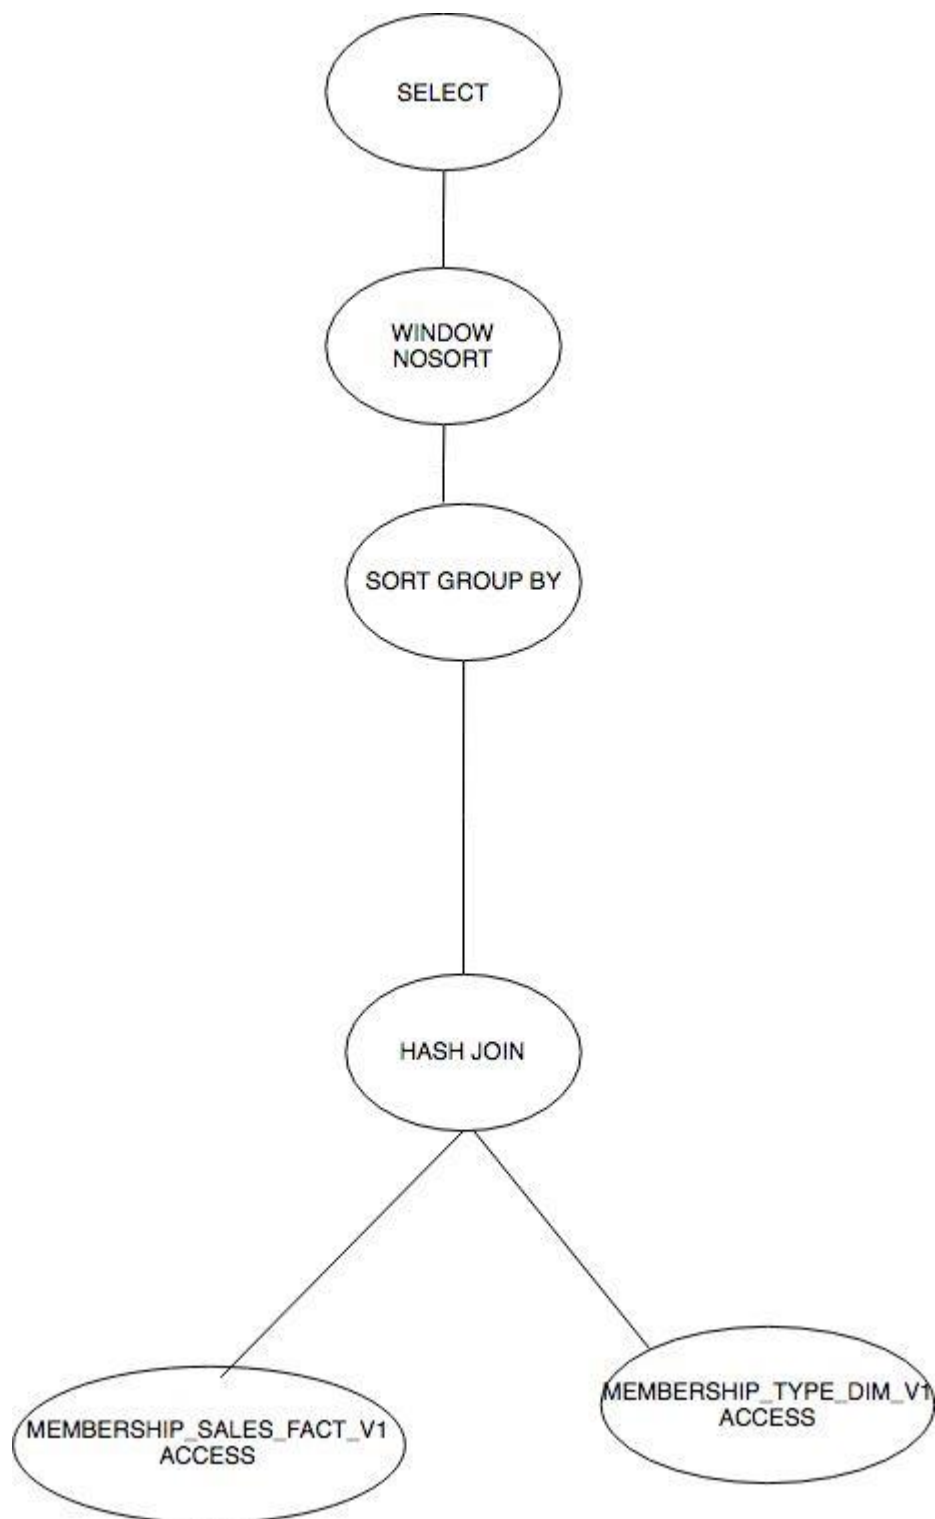 SELECT
WINDOW
NOSORT
SORT GROUP BY
HASH JOIN
MEMBERSHIP_TYPE_DIM_V1
ACCESS
MEMBERSHIP_SALES_FACT_V1
ACCESS